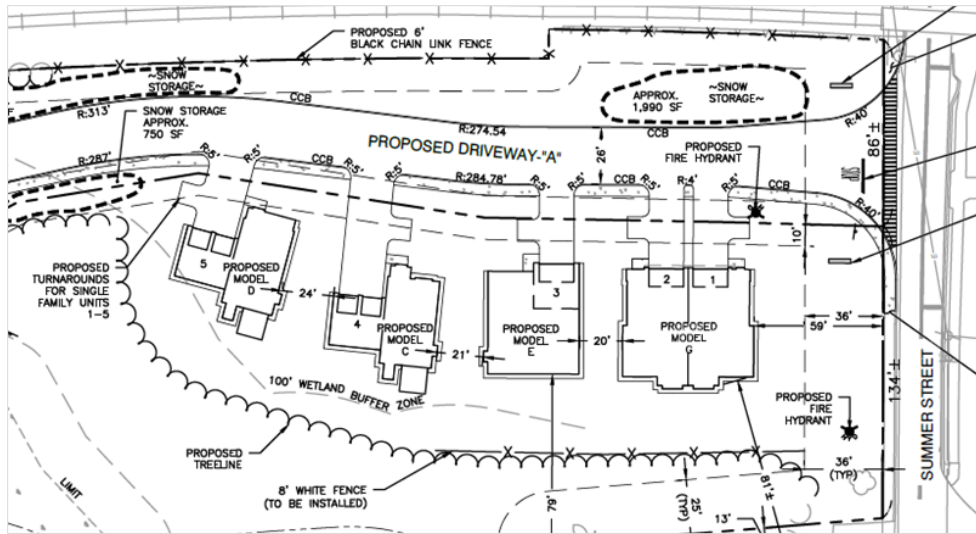 PROPOSED 6'
BLACK CHAIN LINK FENCE
~SNOW
STORAGE~
R:313'
SNOW STORAGE
APPROX.
750 SF
CCB
R:274.54
APPROX.
1,990 SF
~SNOW
STORAGE~
CCB
R:40'
86'±
PROPOSED DRIVEWAY-"A"
26'
PROPOSED
FIRE HYDRANT
R:287'
R:5'
R:5'
CCB
R:5'
R:5'
R:284.78'
R:5'
R:5'
CCB
R:5'
R:4'
R:5'
CCB
R:40'
10'
PROPOSED
TURNAROUNDS
FOR SINGLE
FAMILY UNITS
1-5
5
PROPOSED
MODEL
D
24'
4
PROPOSED
MODEL
C
21'
3
PROPOSED
MODEL
E
20'
2
1
PROPOSED
MODEL
G
36'
59'
134'±
SUMMER STREET
100' WETLAND BUFFER ZONE
PROPOSED
FIRE
HYDRANT
PROPOSED
TREELINE
8' WHITE FENCE
(TO BE INSTALLED)
LIMIT
79'
25'
(TYP)
81'±
13'
36'
(TYP)